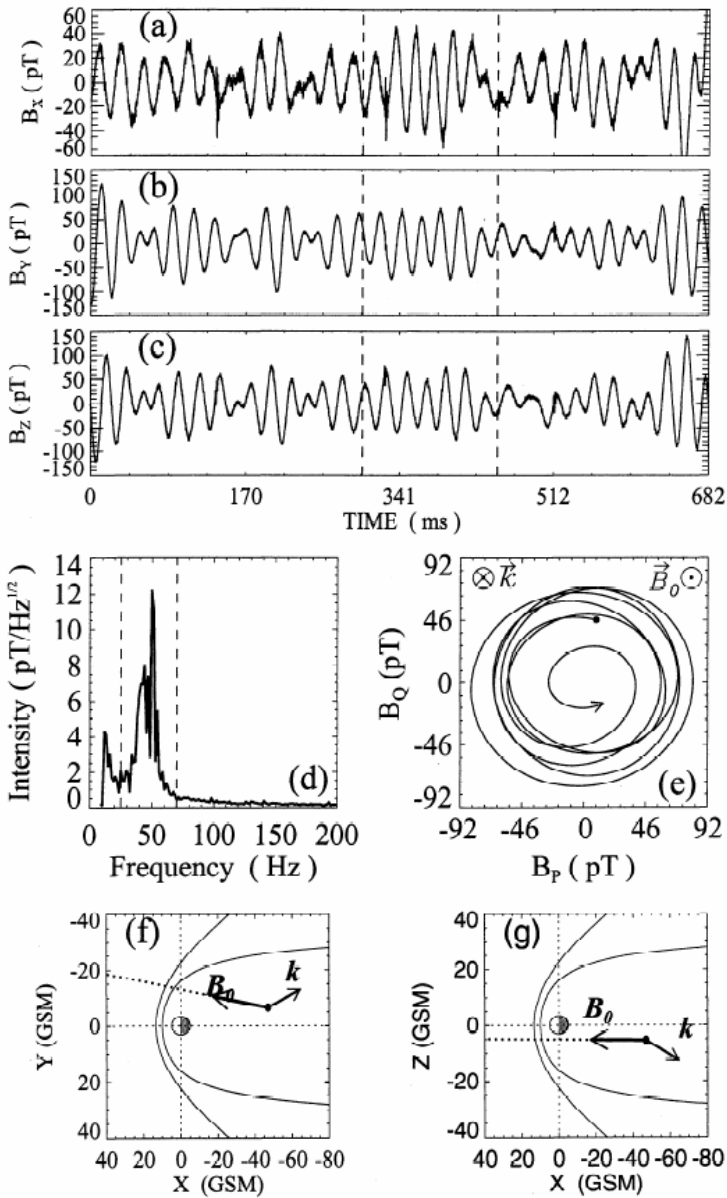 (a)
60
40
20
0
-20
-40
-60
B_X ( pT )
(b)
150
100
50
0
-50
-100
-150
B_Y ( pT )
(c)
150
100
50
0
-50
-100
-150
B_Z ( pT )
0 170 341 512 682
TIME ( ms )
14
12
10
8
6
4
2
0
Intensity ( pT/Hz^1/2 )
(d)
0 50 100 150 200
Frequency ( Hz )
92
46
0
-46
-92
B_Q (pT)
⊗ k⃗ B⃗_0 ⊙
(e)
-92 -46 0 46 92
B_P ( pT )
(f)
-40
-20
0
20
40
Y (GSM)
B_0 k
40 20 0 -20 -40 -60 -80
X (GSM)
(g)
40
20
0
-20
-40
Z (GSM)
B_0
k
40 20 0 -20 -40 -60 -80
X (GSM)